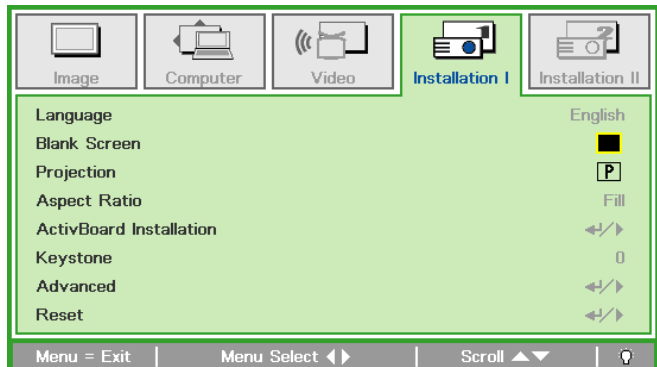 Image Computer Video Installation I Installation II
Language English
Blank Screen
Projection P
Aspect Ratio Fill
ActivBoard Installation
Keystone 0
Advanced
Reset
Menu = Exit Menu Select Scroll